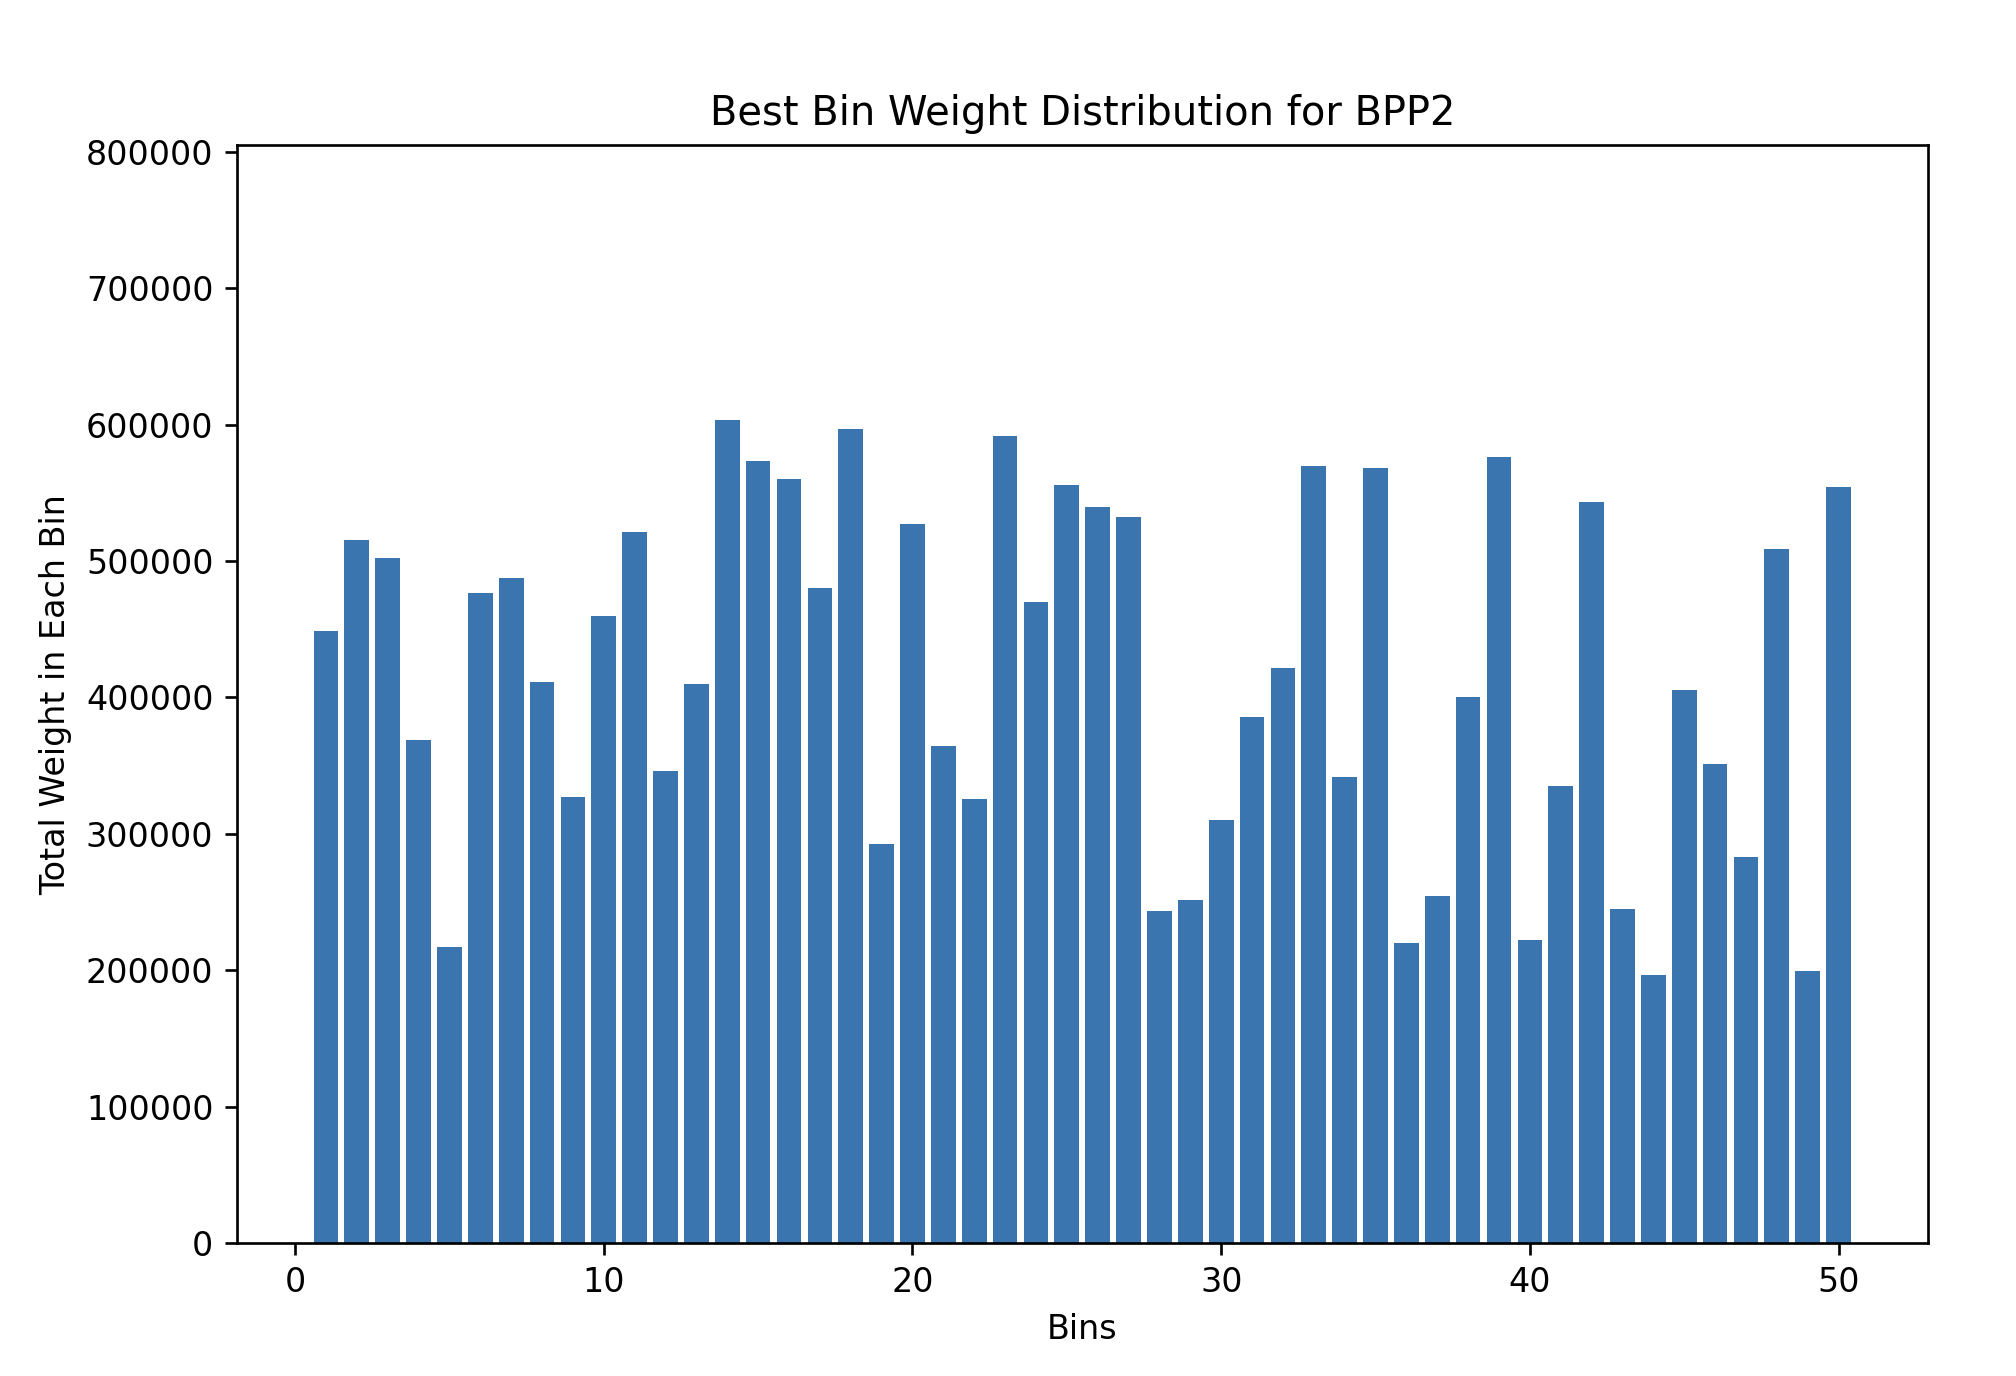 Best Bin Weight Distribution for BPP2
800000
700000
600000
500000
400000
300000
200000
100000
0
Total Weight in Each Bin
0 10 20 30 40 50
Bins